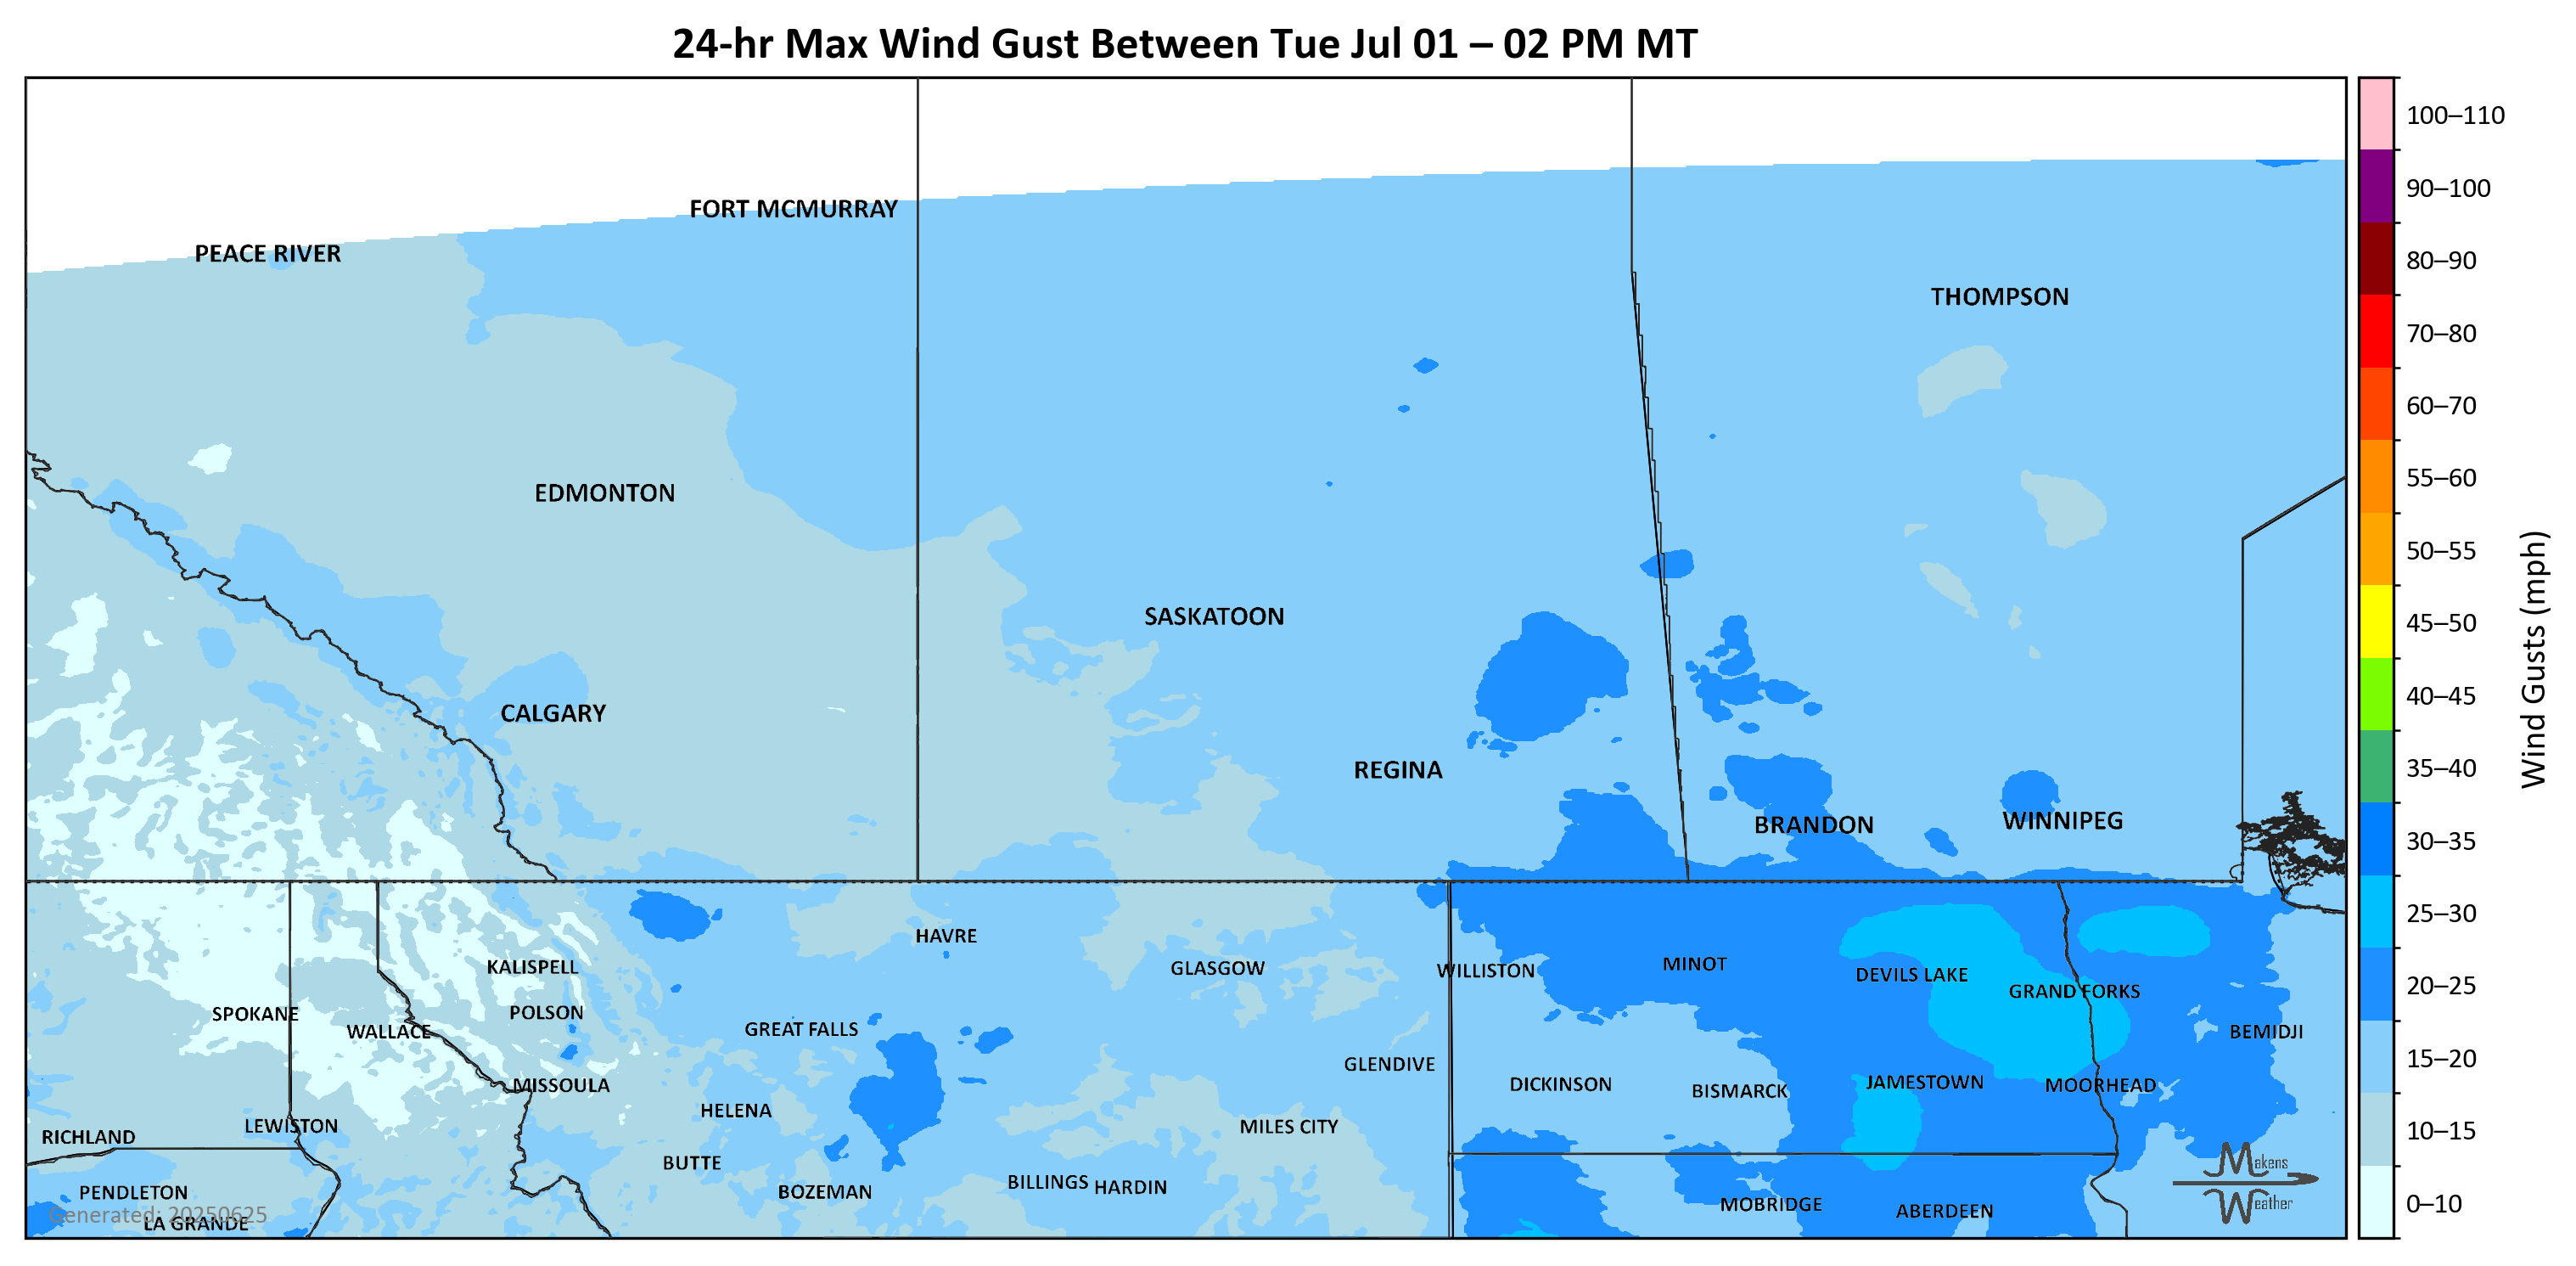 24-hr Max Wind Gust Between Tue Jul 01 – 02 PM MT
100–110
90–100
80–90
70–80
60–70
55–60
50–55
45–50
40–45
35–40
30–35
25–30
20–25
15–20
10–15
0–10
Wind Gusts (mph)
FORT MCMURRAY
PEACE RIVER
THOMPSON
EDMONTON
SASKATOON
CALGARY
REGINA
BRANDON
WINNIPEG
HAVRE
KALISPELL
GLASGOW
WILLISTON
MINOT
DEVILS LAKE
GRAND FORKS
SPOKANE
POLSON
WALLACE
GREAT FALLS
BEMIDJI
GLENDIVE
MISSOULA
DICKINSON
BISMARCK
JAMESTOWN
MOORHEAD
HELENA
LEWISTON
MILES CITY
RICHLAND
BUTTE
PENDLETON
BOZEMAN
BILLINGS
HARDIN
MOBRIDGE
ABERDEEN
LA GRANDE
Generated: 20250625
Makens
Weather